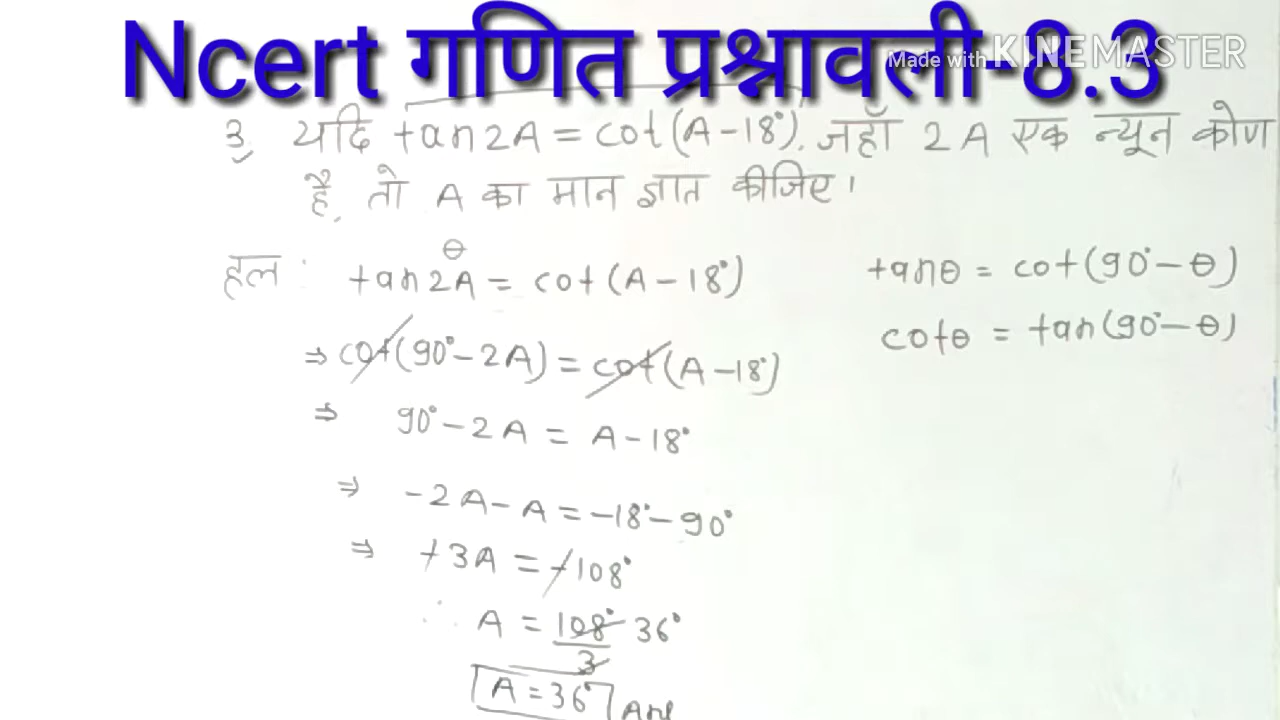 Ncert गणित प्रश्नावली-8.3
Made with KINEMASTER
3. यदि tan2A = cot(A-18°). जहाँ 2A एक न्यून कोण
है, तो A का मान ज्ञात कीजिए।
θ
हल : tan2A = cot(A-18°) tanθ = cot(90°-θ)
cotθ = tan(90°-θ)
⇒ cot(90°-2A) = cot(A-18°)
⇒ 90°-2A = A-18°
⇒ -2A-A = -18°-90°
⇒ +3A = +108°
∴ A = 108°/3 36°
A = 36° Ans